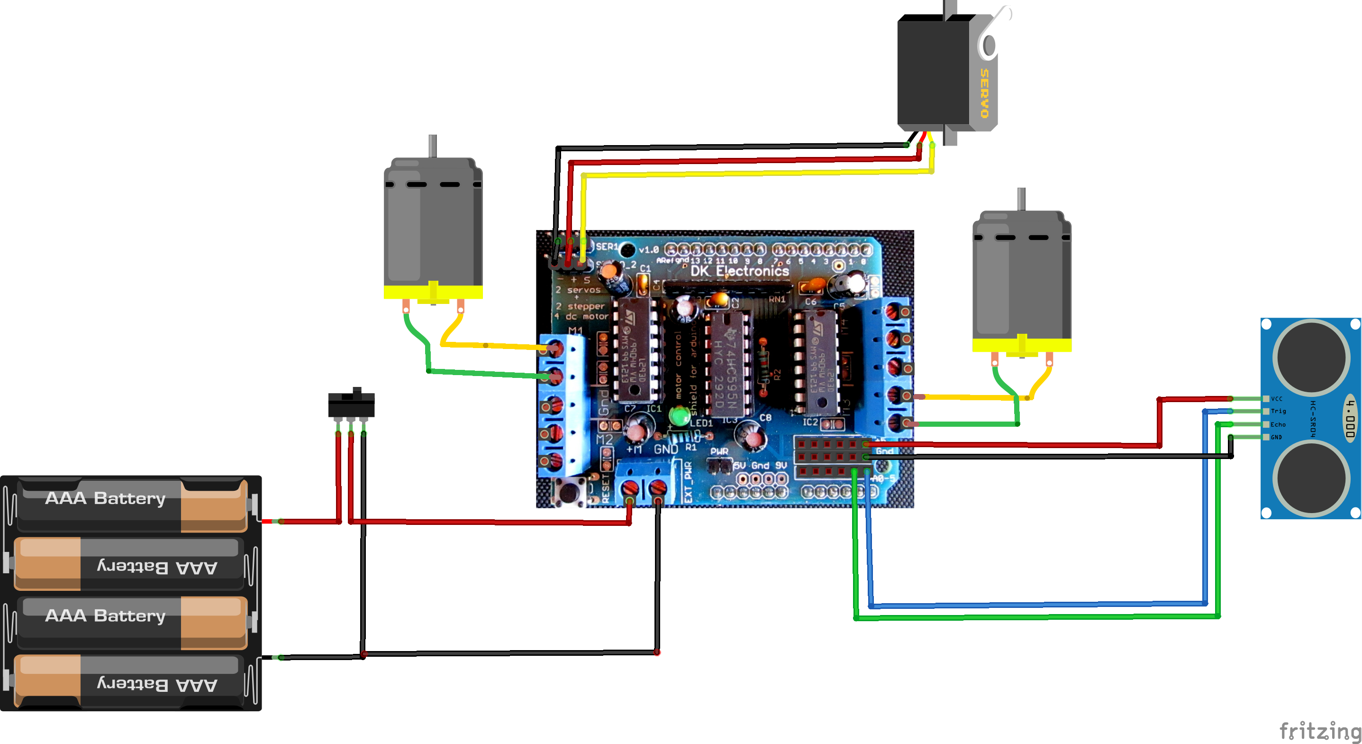 SERVO
SER1
v1.0
ARef
gnd
13 12 11 10 9 8
7 6 5 4 3
1 0
DK Electronics
- + S
2 servos
+
2 stepper
4 dc motor
C1
C4
C2
RN1
C6
C5
M1
Gnd
M2
motor control
shield for arduino
74HC595N
HYC 292D
R2
C7
IC1
IC3
IC2
LED1
R1
C8
+M
GND
EXT_PWR
RESET
PWR
5V Gnd 9V
Gnd
A0-5
VCC
Trig
Echo
GND
HC-SR04
4.000
AAA Battery
AAA Battery
AAA Battery
AAA Battery
fritzing